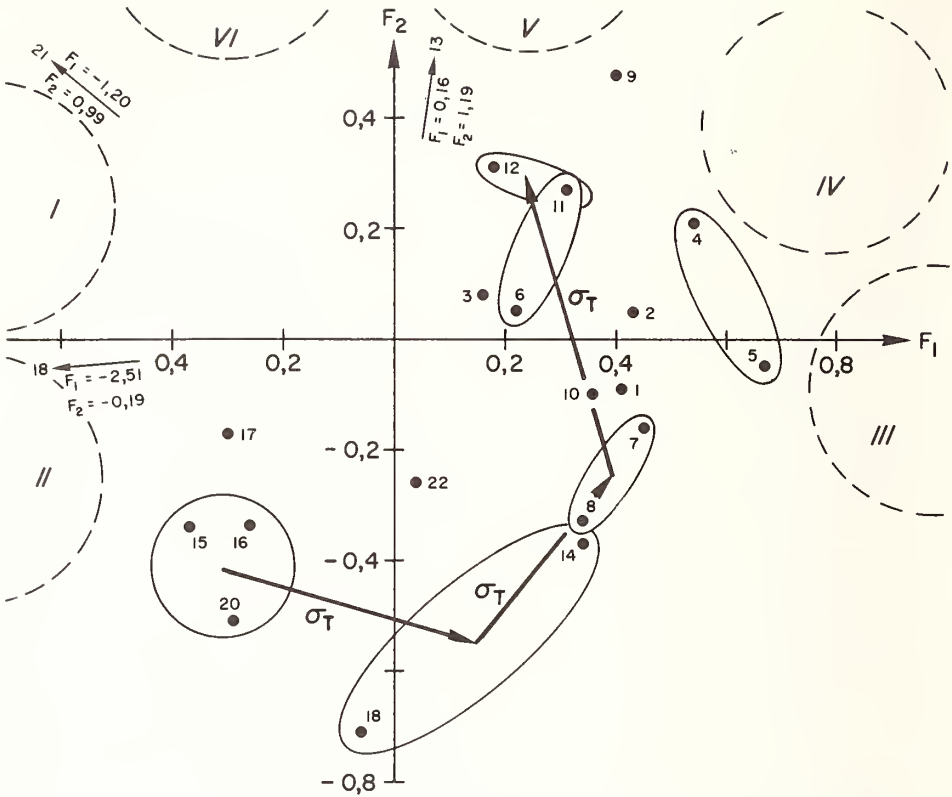 VI
F₂
V
21
F₁ = -1,20
F₂ = 0,99
13
F₁ = 0,16
F₂ = 1,19
9
0,4
12
11
IV
I
0,2
4
σT
3
6
2
18
0,4
0,2
0,2
0,4
5
0,8
F₁
F₁ = -2,51
F₂ = -0,19
10
1
III
17
-0,2
7
II
22
8
15
16
14
-0,4
σT
20
σT
18
-0,8